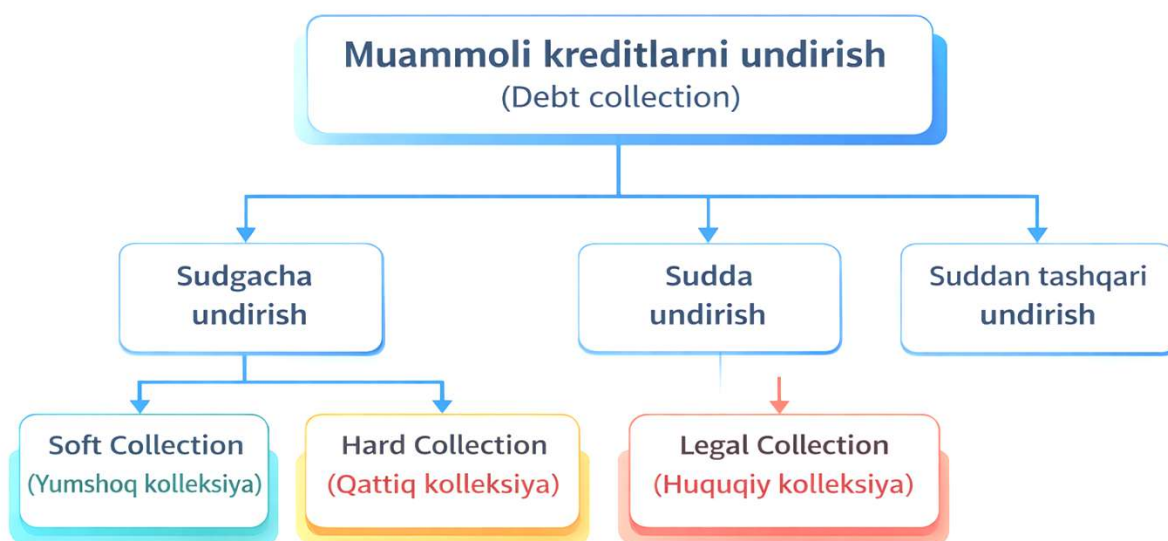 Muammoli kreditlarni undirish
(Debt collection)
Sudgacha
undirish
Sudda
undirish
Suddan tashqari
undirish
Soft Collection
(Yumshoq kolleksiya)
Hard Collection
(Qattiq kolleksiya)
Legal Collection
(Huquqiy kolleksiya)